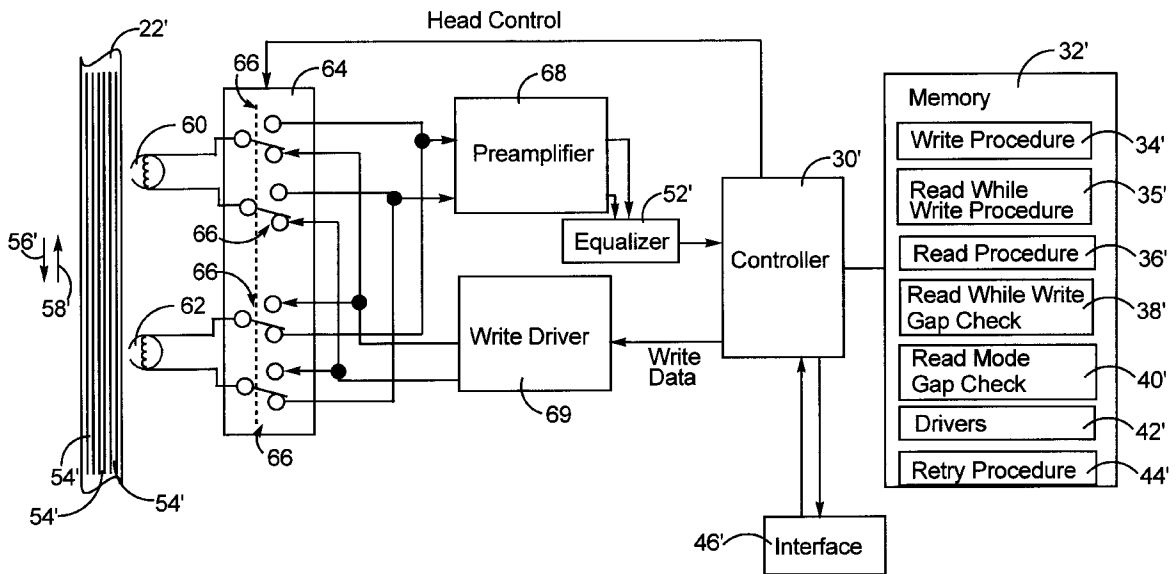 Head Control
22'
66
64
68
32'
Memory
60
Write Procedure
34'
Preamplifier
30'
Read While
Write Procedure
35'
52'
66
56'
Equalizer
Controller
Read Procedure
36'
58'
66
62
Read While Write
Gap Check
38'
Write Driver
Write
Data
Read Mode
Gap Check
40'
69
Drivers
42'
66
54'
54'
54'
Retry Procedure
44'
46'
Interface